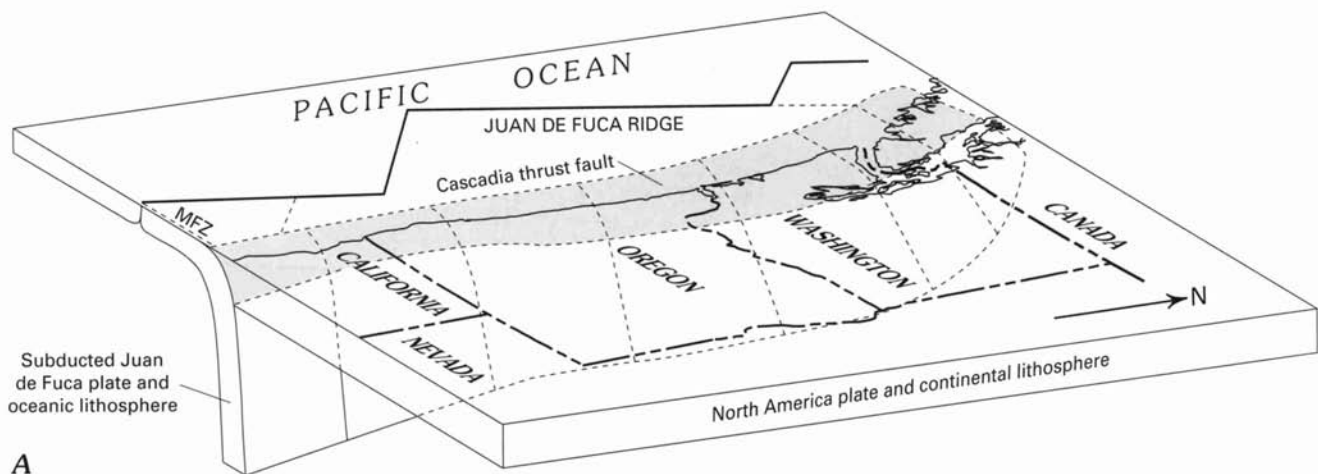 PACIFIC OCEAN
JUAN DE FUCA RIDGE
Cascadia thrust fault
MFZ
CALIFORNIA
OREGON
WASHINGTON
CANADA
NEVADA
N
Subducted Juan
de Fuca plate and
oceanic lithosphere
North America plate and continental lithosphere
A